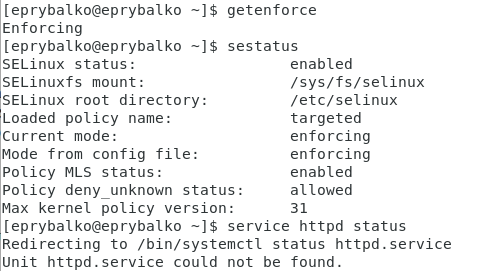 [eprybalko@eprybalko ~]$ getenforce
Enforcing
[eprybalko@eprybalko ~]$ sestatus
SELinux status:                 enabled
SELinuxfs mount:                /sys/fs/selinux
SELinux root directory:         /etc/selinux
Loaded policy name:             targeted
Current mode:                   enforcing
Mode from config file:          enforcing
Policy MLS status:              enabled
Policy deny_unknown status:     allowed
Max kernel policy version:      31
[eprybalko@eprybalko ~]$ service httpd status
Redirecting to /bin/systemctl status httpd.service
Unit httpd.service could not be found.